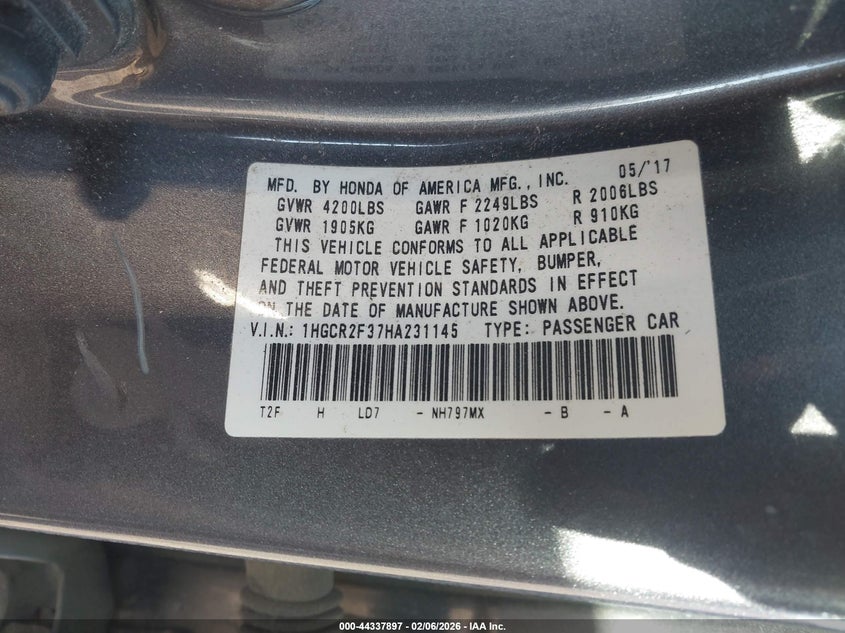 MFD. BY HONDA OF AMERICA MFG., INC. 05/'17
GVWR 4200LBS GAWR F 2249LBS R 2006LBS
GVWR 1905KG GAWR F 1020KG R 910KG
THIS VEHICLE CONFORMS TO ALL APPLICABLE
FEDERAL MOTOR VEHICLE SAFETY, BUMPER,
AND THEFT PREVENTION STANDARDS IN EFFECT
ON THE DATE OF MANUFACTURE SHOWN ABOVE.
V.I.N.: 1HGCR2F37HA231145 TYPE: PASSENGER CAR
T2F H LD7 - NH797MX - B - A
000-44337897 - 02/06/2026 - IAA Inc.